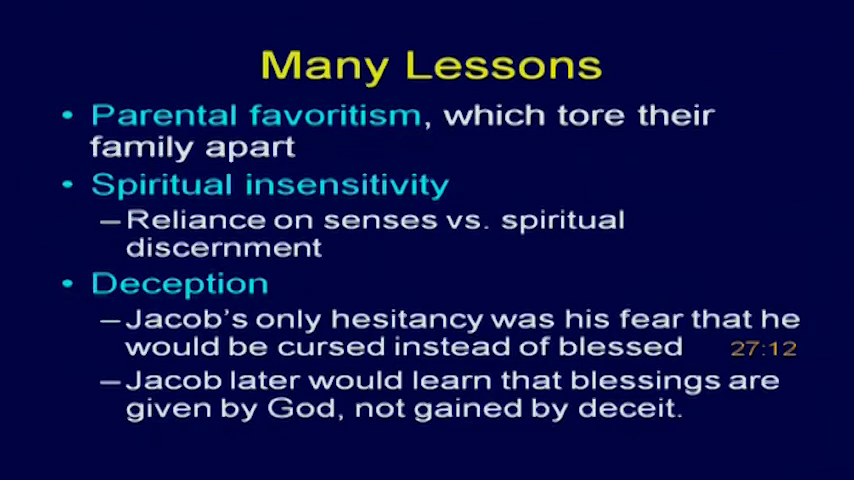 Many Lessons
• Parental favoritism, which tore their
family apart
• Spiritual insensitivity
– Reliance on senses vs. spiritual
discernment
• Deception
– Jacob's only hesitancy was his fear that he
would be cursed instead of blessed 27:12
– Jacob later would learn that blessings are
given by God, not gained by deceit.